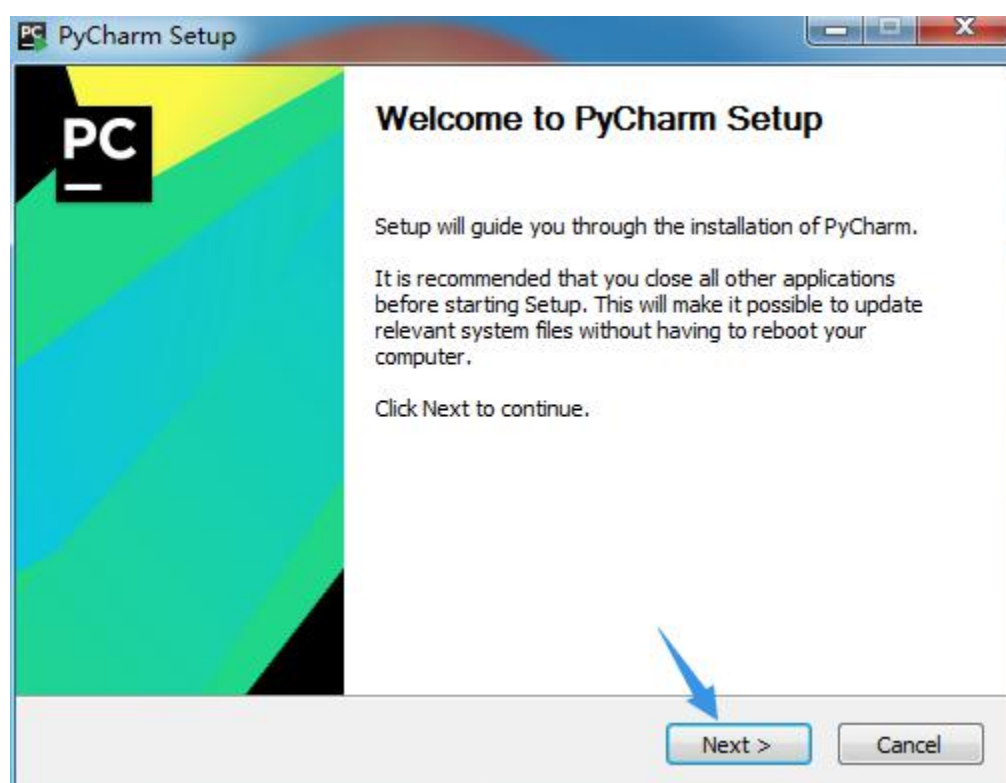 PC PyCharm Setup
PC
Welcome to PyCharm Setup
Setup will guide you through the installation of PyCharm.
It is recommended that you close all other applications
before starting Setup. This will make it possible to update
relevant system files without having to reboot your
computer.
Click Next to continue.
Next > Cancel